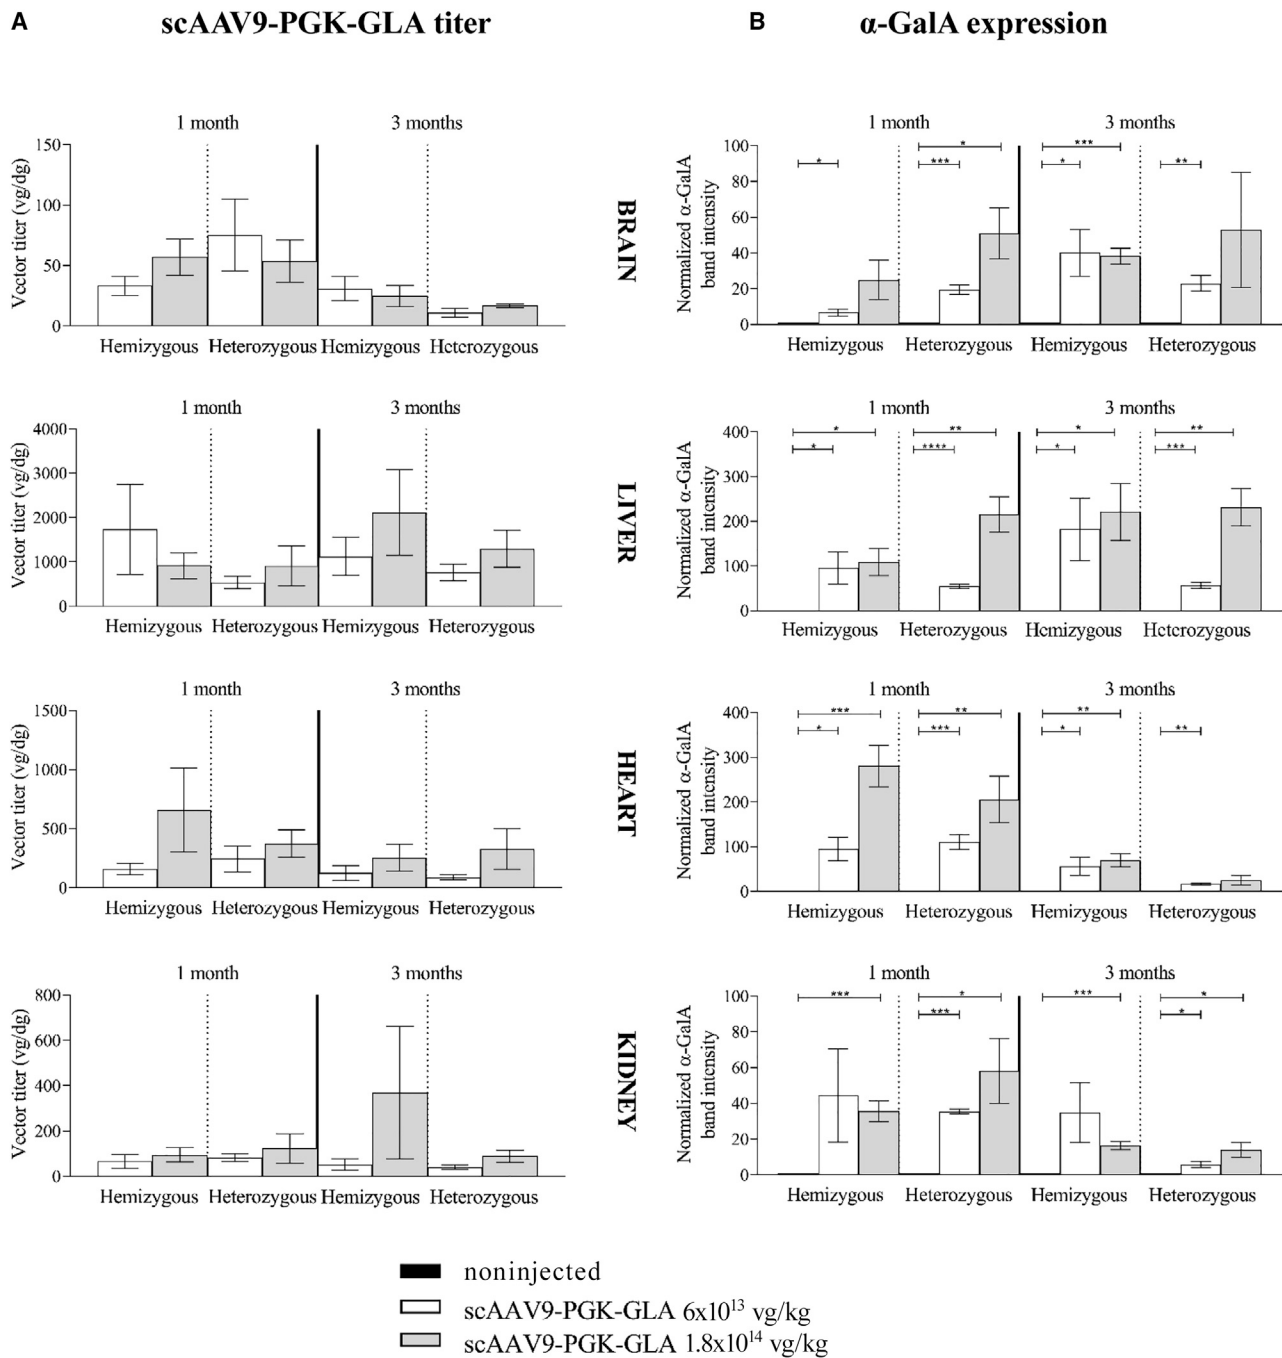 A scAAV9-PGK-GLA titer
B α-GalA expression
BRAIN
1 month 3 months
Vector titer (vg/dg)
150
100
50
0
Hemizygous Heterozygous Hemizygous Heterozygous
1 month 3 months
Normalized α-GalA
band intensity
100
80
60
40
20
0
* *** * * *** **
Hemizygous Heterozygous Hemizygous Heterozygous
LIVER
1 month 3 months
Vector titer (vg/dg)
4000
3000
2000
1000
0
Hemizygous Heterozygous Hemizygous Heterozygous
1 month 3 months
Normalized α-GalA
band intensity
400
300
200
100
0
* ** * **
* **** * ***
Hemizygous Heterozygous Hemizygous Heterozygous
HEART
1 month 3 months
Vector titer (vg/dg)
1500
1000
500
0
Hemizygous Heterozygous Hemizygous Heterozygous
1 month 3 months
Normalized α-GalA
band intensity
400
300
200
100
0
*** ** **
* *** * **
Hemizygous Heterozygous Hemizygous Heterozygous
KIDNEY
1 month 3 months
Vector titer (vg/dg)
800
600
400
200
0
Hemizygous Heterozygous Hemizygous Heterozygous
1 month 3 months
Normalized α-GalA
band intensity
100
80
60
40
20
0
*** * *** *
*** *
Hemizygous Heterozygous Hemizygous Heterozygous
noninjected
scAAV9-PGK-GLA 6x10¹³ vg/kg
scAAV9-PGK-GLA 1.8x10¹⁴ vg/kg